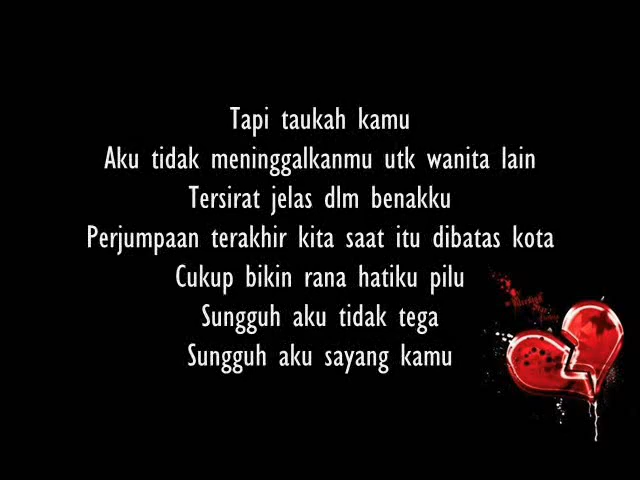 Tapi taukah kamu
Aku tidak meninggalkanmu utk wanita lain
Tersirat jelas dlm benakku
Perjumpaan terakhir kita saat itu dibatas kota
Cukup bikin rana hatiku pilu
Sungguh aku tidak tega
Sungguh aku sayang kamu